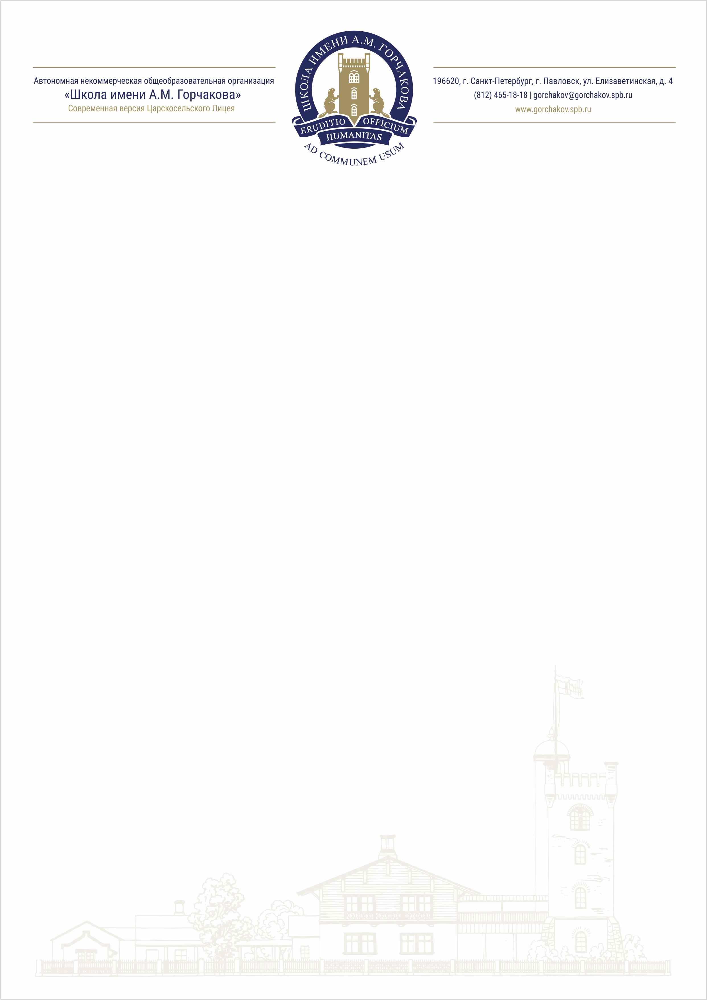 Автономная некоммерческая общеобразовательная организация
«Школа имени А.М. Горчакова»
Современная версия Царскосельского Лицея
ШКОЛА ИМЕНИ А.М. ГОРЧАКОВА
ERUDITIO
OFFICIUM
HUMANITAS
AD COMMUNEM USUM
196620, г. Санкт-Петербург, г. Павловск, ул. Елизаветинская, д. 4
(812) 465-18-18 | gorchakov@gorchakov.spb.ru
www.gorchakov.spb.ru